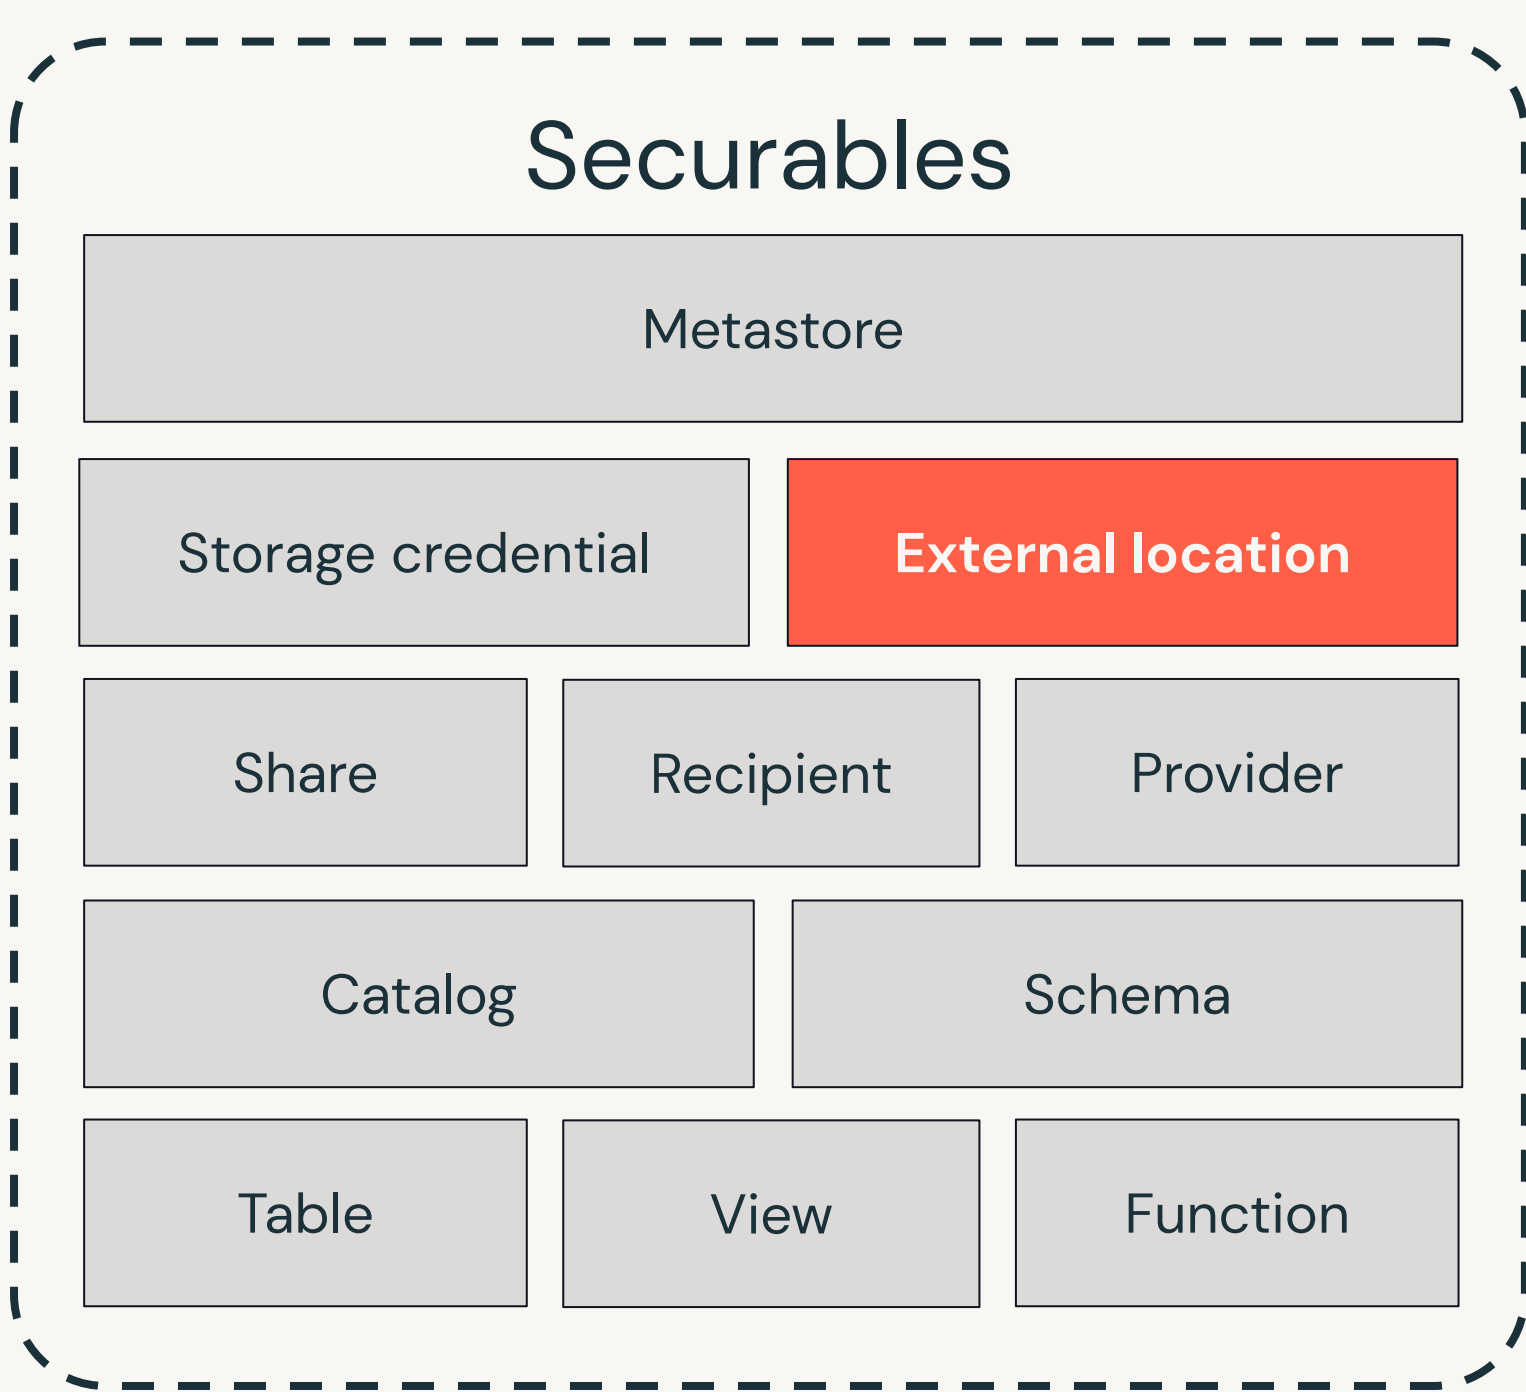 Securables
Metastore
Storage credential
External location
Share
Recipient
Provider
Catalog
Schema
Table
View
Function